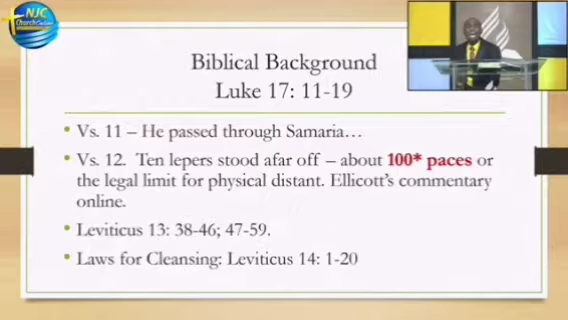 NJC
ChurchOnline
Biblical Background
Luke 17: 11-19
• Vs. 11 – He passed through Samaria…
• Vs. 12. Ten lepers stood afar off – about 100* paces or
the legal limit for physical distant. Ellicott's commentary
online.
• Leviticus 13: 38-46; 47-59.
• Laws for Cleansing: Leviticus 14: 1-20